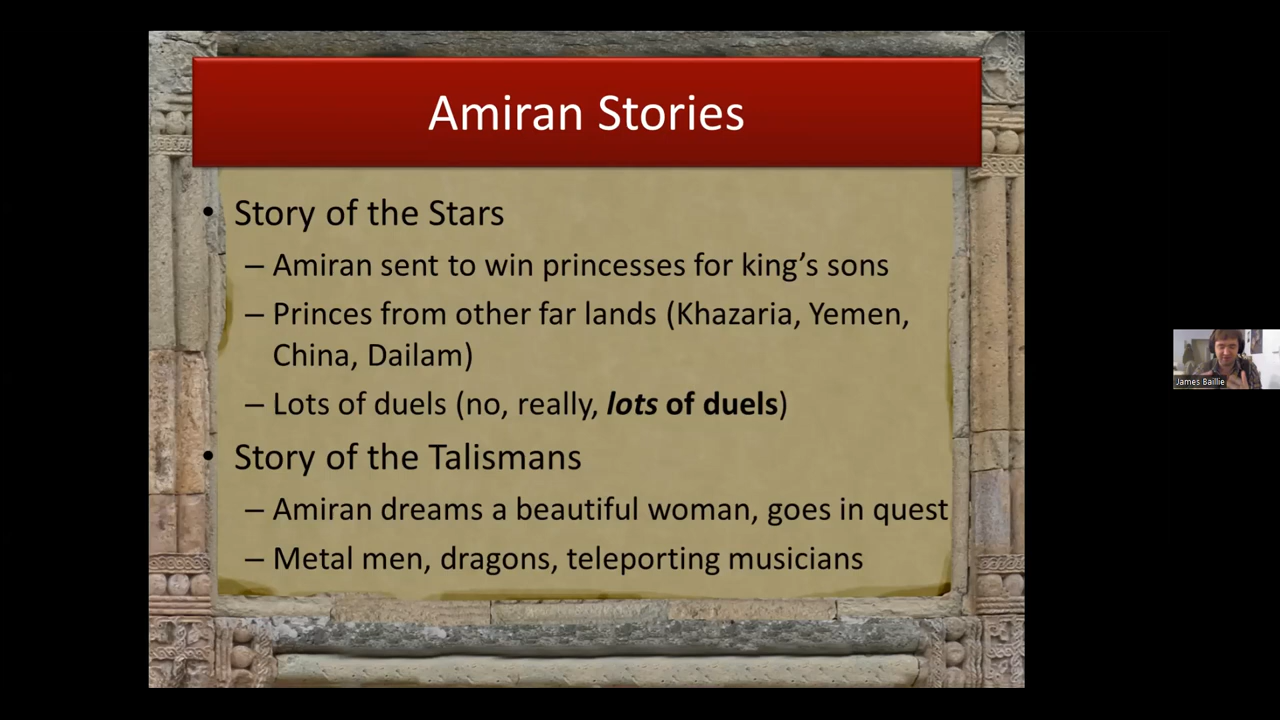 Amiran Stories
• Story of the Stars
– Amiran sent to win princesses for king's sons
– Princes from other far lands (Khazaria, Yemen,
China, Dailam)
– Lots of duels (no, really, lots of duels)
• Story of the Talismans
– Amiran dreams a beautiful woman, goes in quest
– Metal men, dragons, teleporting musicians
James Baillie